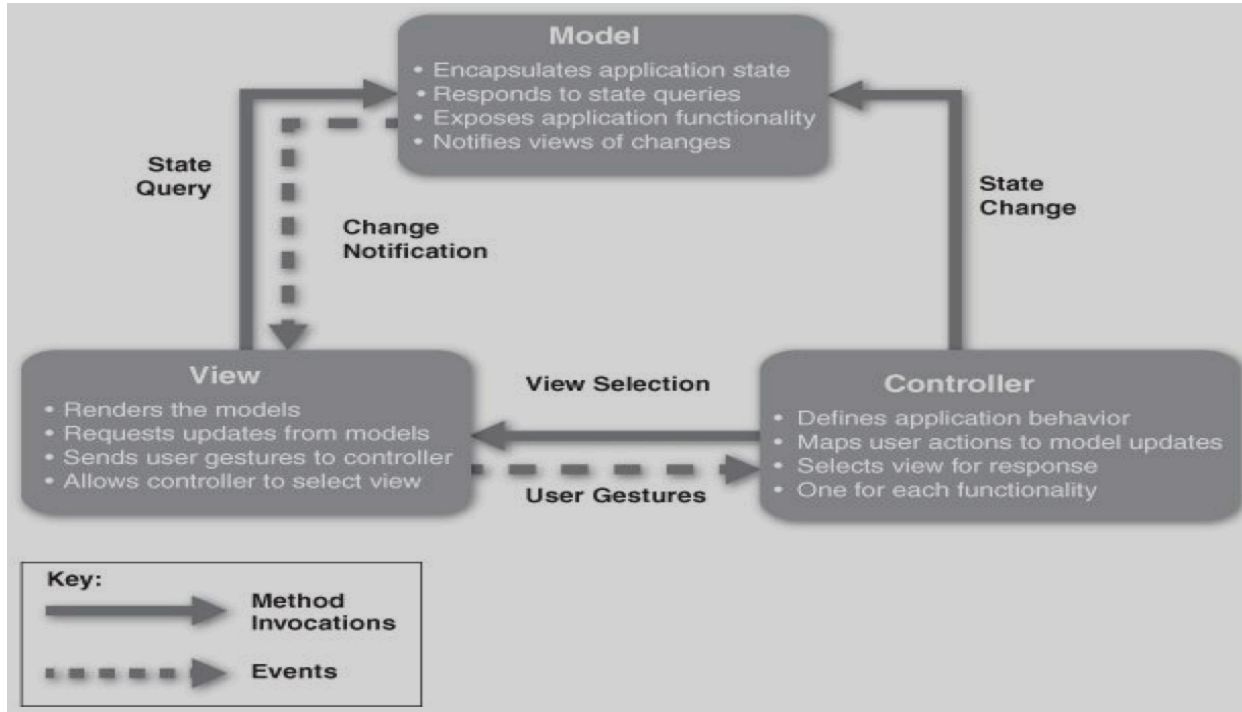 Model
• Encapsulates application state
• Responds to state queries
• Exposes application functionality
• Notifies views of changes
State
Query
Change
Notification
State
Change
View
• Renders the models
• Requests updates from models
• Sends user gestures to controller
• Allows controller to select view
View Selection
User Gestures
Controller
• Defines application behavior
• Maps user actions to model updates
• Selects view for response
• One for each functionality
Key:
Method
Invocations
Events